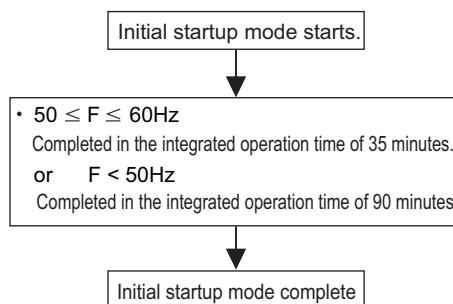 Initial startup mode starts.
· 50 ≤ F ≤ 60Hz
Completed in the integrated operation time of 35 minutes.
or F < 50Hz
Completed in the integrated operation time of 90 minutes
Initial startup mode complete